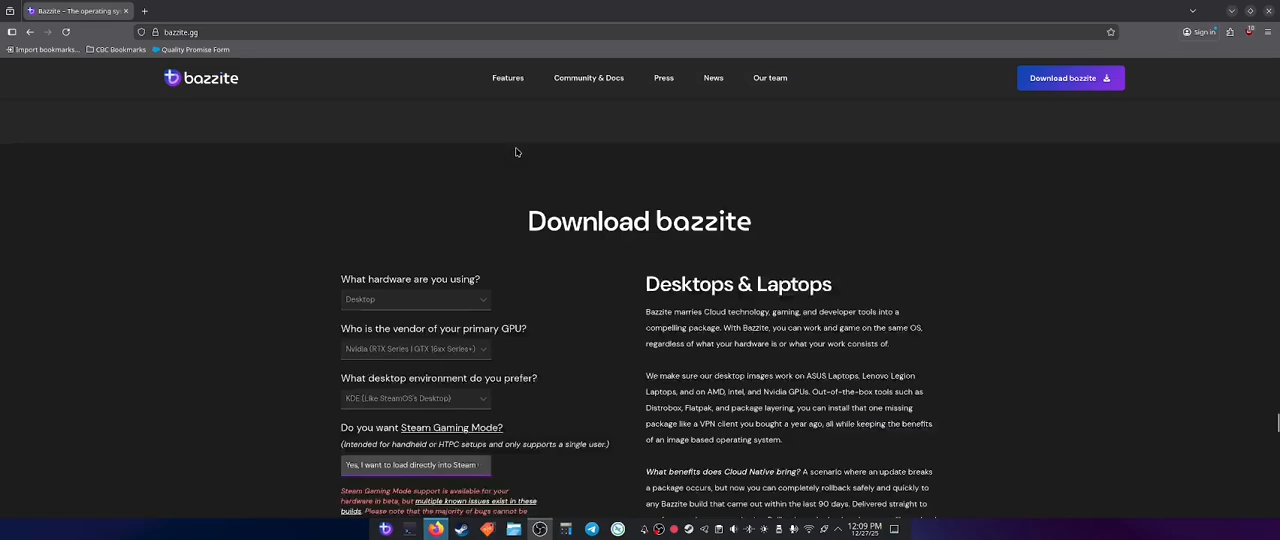 Bazzite - The operating sy
bazzite.gg
Sign in
10
Import bookmarks...
CBC Bookmarks
Quality Promise Form
bazzite
Features
Community & Docs
Press
News
Our team
Download bazzite
Download bazzite
What hardware are you using?
Desktop
Who is the vendor of your primary GPU?
Nvidia (RTX Series | GTX 16xx Series+)
What desktop environment do you prefer?
KDE (Like SteamOS's Desktop)
Do you want Steam Gaming Mode?
(Intended for handheld or HTPC setups and only supports a single user.)
Yes, I want to load directly into Steam
Steam Gaming Mode support is available for your
hardware in beta, but multiple known issues exist in these
builds. Please note that the majority of bugs cannot be
Desktops & Laptops
Bazzite marries Cloud technology, gaming, and developer tools into a
compelling package. With Bazzite, you can work and game on the same OS,
regardless of what your hardware is or what your work consists of.
We make sure our desktop images work on ASUS Laptops, Lenovo Legion
Laptops, and on AMD, intel, and Nvidia GPUs. Out-of-the-box tools such as
Distrobox, Flatpak, and package layering, you can install that one missing
package like a VPN client you bought a year ago, all while keeping the benefits
of an image based operating system.
What benefits does Cloud Native bring? A scenario where an update breaks
a package occurs, but now you can completely rollback safely and quickly to
any Bazzite build that came out within the last 90 days. Delivered straight to
12:09 PM
12/27/25